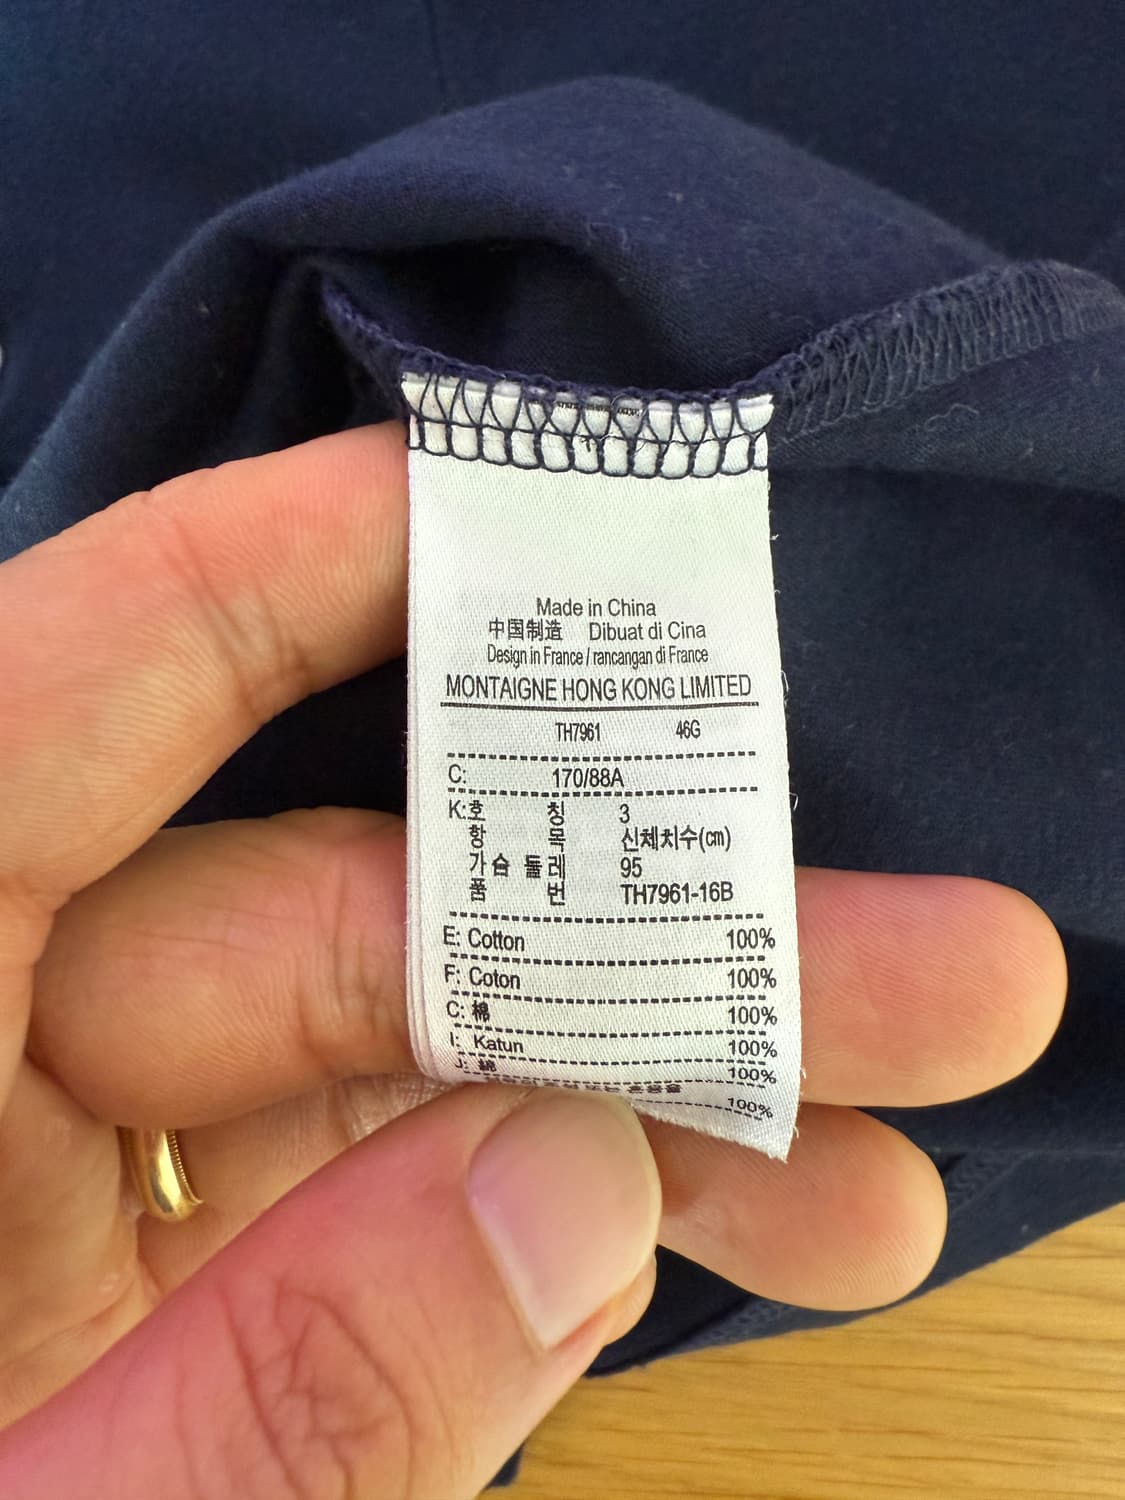 Made in China
中国制造 Dibuat di Cina
Design in France / rancangan di France
MONTAIGNE HONG KONG LIMITED
TH7961 46G
C: 170/88A
K:호 칭 3
항 목 신체치수(cm)
가슴 둘레 95
품 번 TH7961-16B
E: Cotton 100%
F: Coton 100%
C: 棉 100%
I: Katun 100%
J: 綿 100%
100%